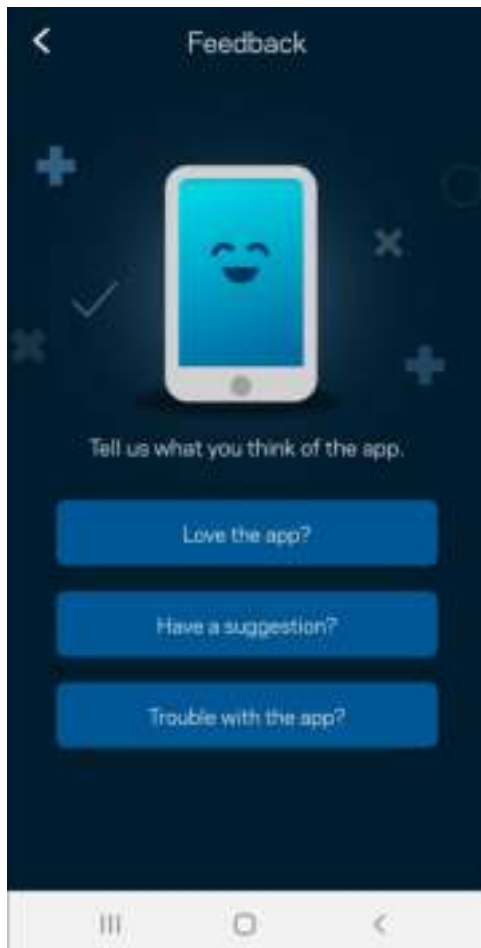 Feedback
Tell us what you think of the app.
Love the app?
Have a suggestion?
Trouble with the app?